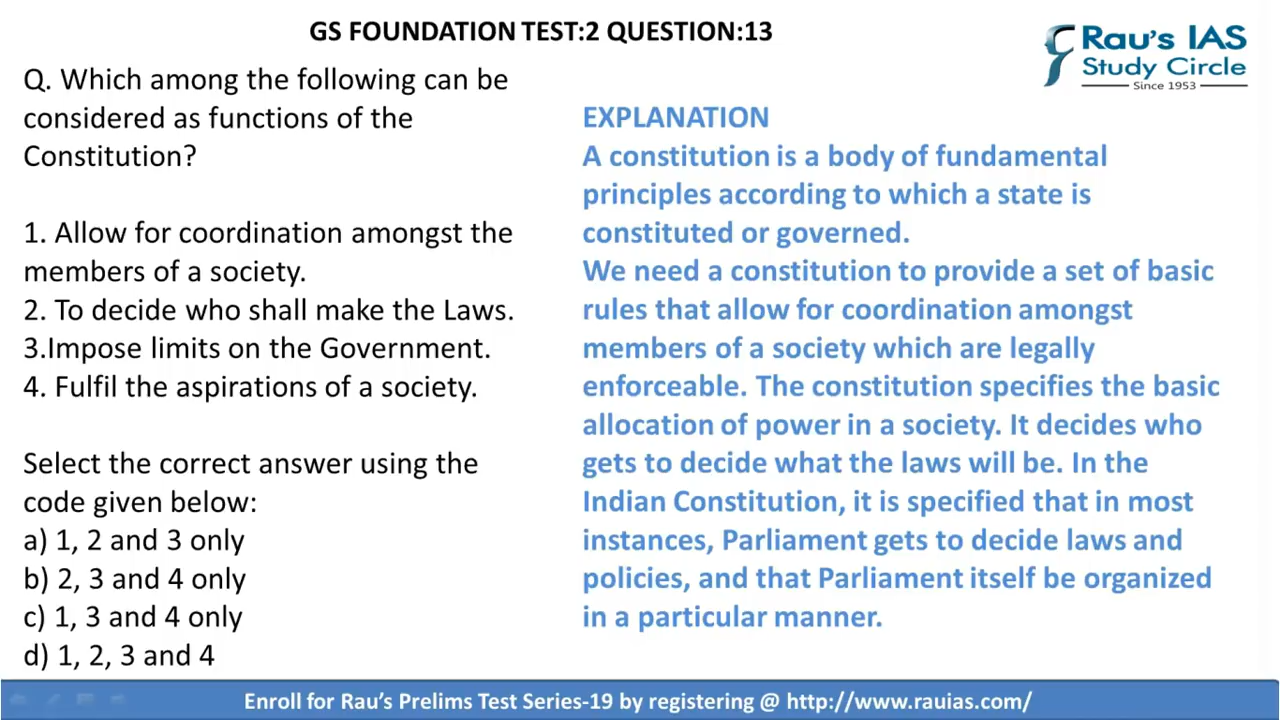 GS FOUNDATION TEST:2 QUESTION:13
Rau's IAS
Study Circle
Since 1953
Q. Which among the following can be
considered as functions of the
Constitution?
1. Allow for coordination amongst the
members of a society.
2. To decide who shall make the Laws.
3.Impose limits on the Government.
4. Fulfil the aspirations of a society.
Select the correct answer using the
code given below:
a) 1, 2 and 3 only
b) 2, 3 and 4 only
c) 1, 3 and 4 only
d) 1, 2, 3 and 4
EXPLANATION
A constitution is a body of fundamental
principles according to which a state is
constituted or governed.
We need a constitution to provide a set of basic
rules that allow for coordination amongst
members of a society which are legally
enforceable. The constitution specifies the basic
allocation of power in a society. It decides who
gets to decide what the laws will be. In the
Indian Constitution, it is specified that in most
instances, Parliament gets to decide laws and
policies, and that Parliament itself be organized
in a particular manner.
Enroll for Rau's Prelims Test Series-19 by registering @ http://www.rauias.com/